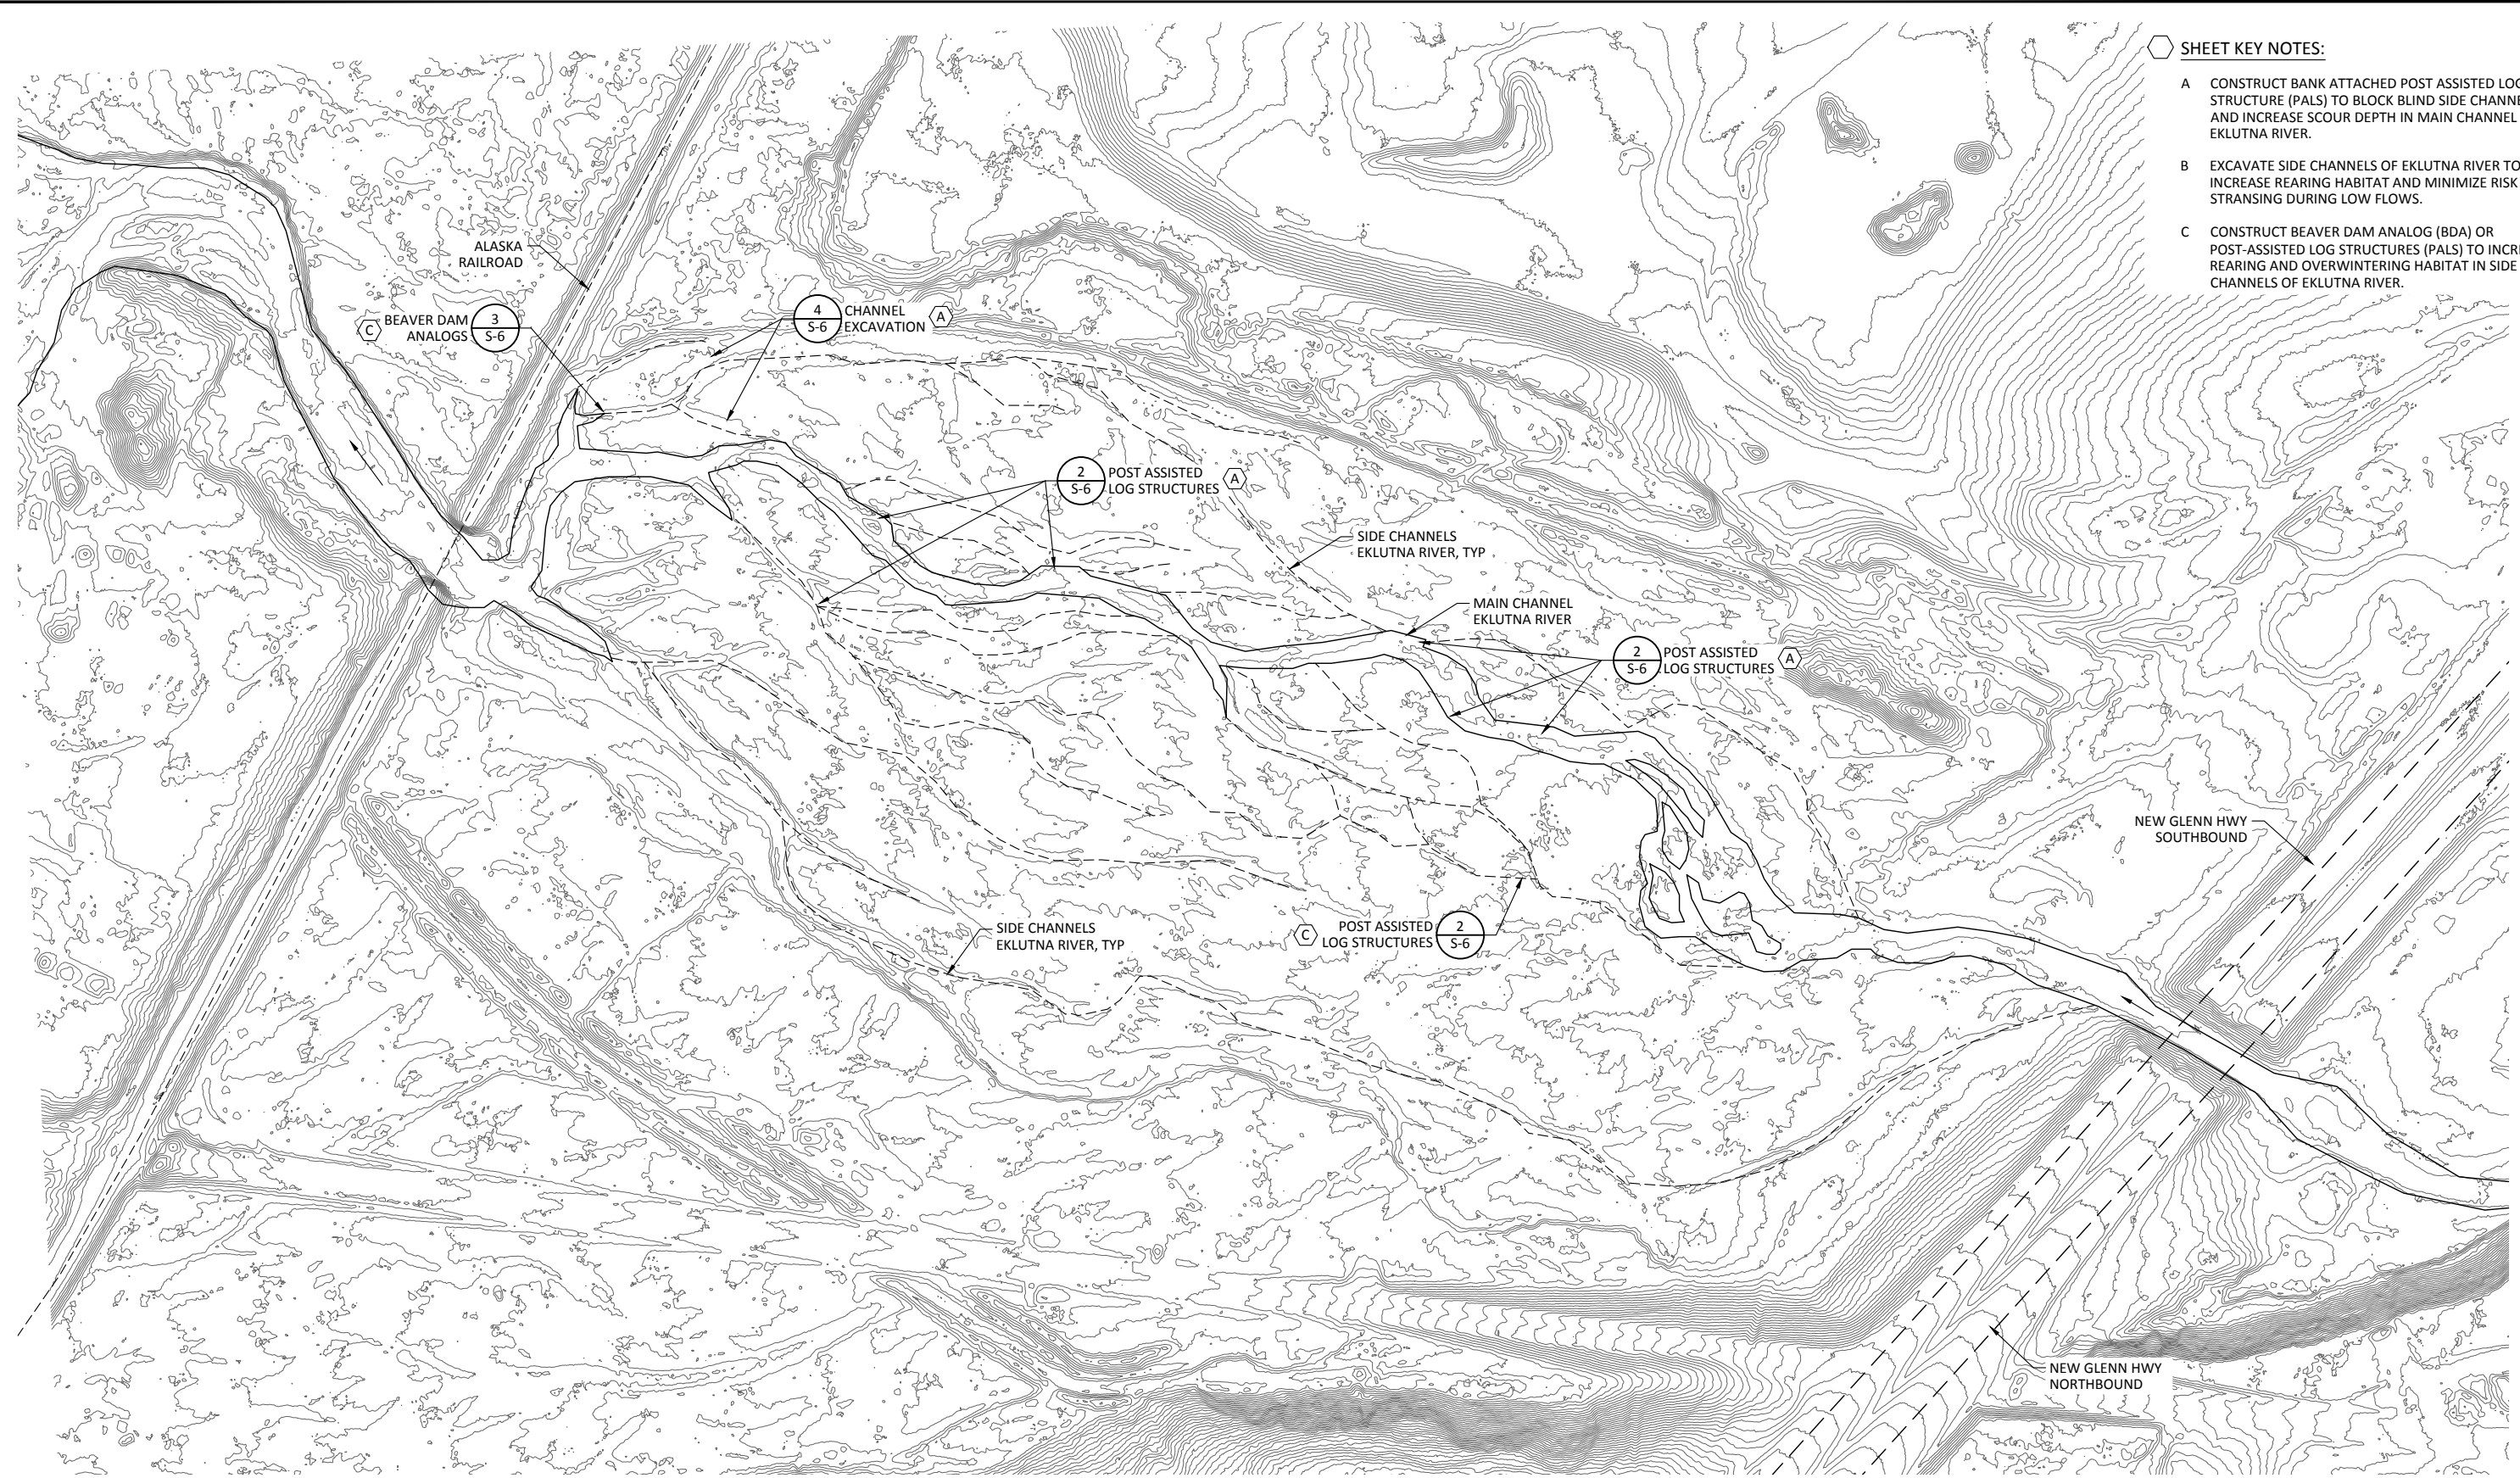 SHEET KEY NOTES:
A CONSTRUCT BANK ATTACHED POST ASSISTED LOG
STRUCTURE (PALS) TO BLOCK BLIND SIDE CHANNE
AND INCREASE SCOUR DEPTH IN MAIN CHANNEL
EKLUTNA RIVER.
B EXCAVATE SIDE CHANNELS OF EKLUTNA RIVER TO
INCREASE REARING HABITAT AND MINIMIZE RISK
STRANSING DURING LOW FLOWS.
C CONSTRUCT BEAVER DAM ANALOG (BDA) OR
POST-ASSISTED LOG STRUCTURES (PALS) TO INCR
REARING AND OVERWINTERING HABITAT IN SIDE
CHANNELS OF EKLUTNA RIVER.
ALASKA
RAILROAD
C BEAVER DAM
ANALOGS
3
S-6
4
S-6
CHANNEL
EXCAVATION
A
2
S-6
POST ASSISTED
LOG STRUCTURES
A
SIDE CHANNELS
EKLUTNA RIVER, TYP
MAIN CHANNEL
EKLUTNA RIVER
2
S-6
POST ASSISTED
LOG STRUCTURES
A
NEW GLENN HWY
SOUTHBOUND
SIDE CHANNELS
EKLUTNA RIVER, TYP
C POST ASSISTED
LOG STRUCTURES
2
S-6
NEW GLENN HWY
NORTHBOUND